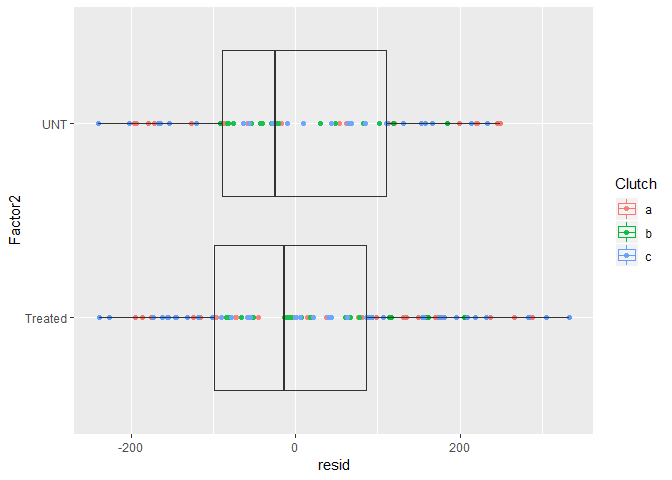 UNT
Treated
Factor2
-200
0
200
resid
Clutch
a
b
c